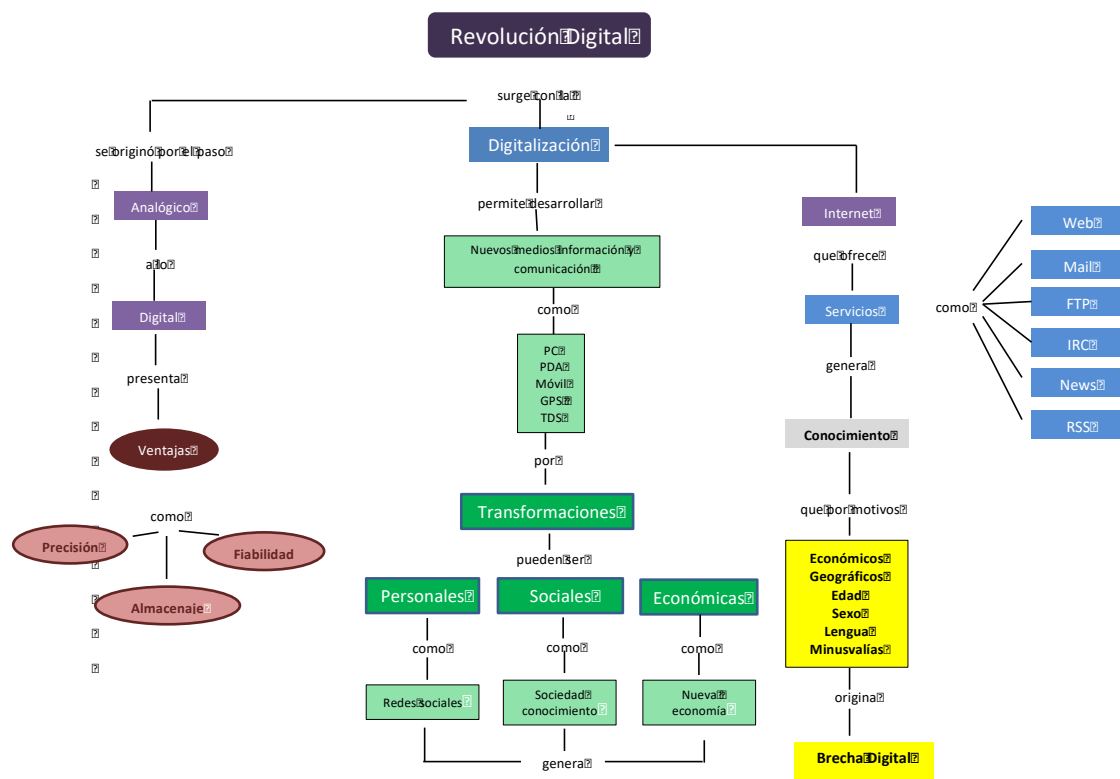 Revolución Digital
surge con la
Digitalización
se originó por el paso
Analógico
a lo
Digital
presenta
Ventajas
como
Precisión
Fiabilidad
Almacenaje
permite desarrollar
Nuevos medios Información y
comunicación
como
PC
PDA
Móvil
GPS
TDS
por
Transformaciones
pueden ser
Personales
Sociales
Económicas
como
como
como
Redes sociales
Sociedad
conocimiento
Nueva
economía
genera
Internet
que ofrece
Servicios
genera
Conocimiento
que por motivos
Económicos
Geográficos
Edad
Sexo
Lengua
Minusvalías
origina
Brecha Digital
como
Web
Mail
FTP
IRC
News
RSS